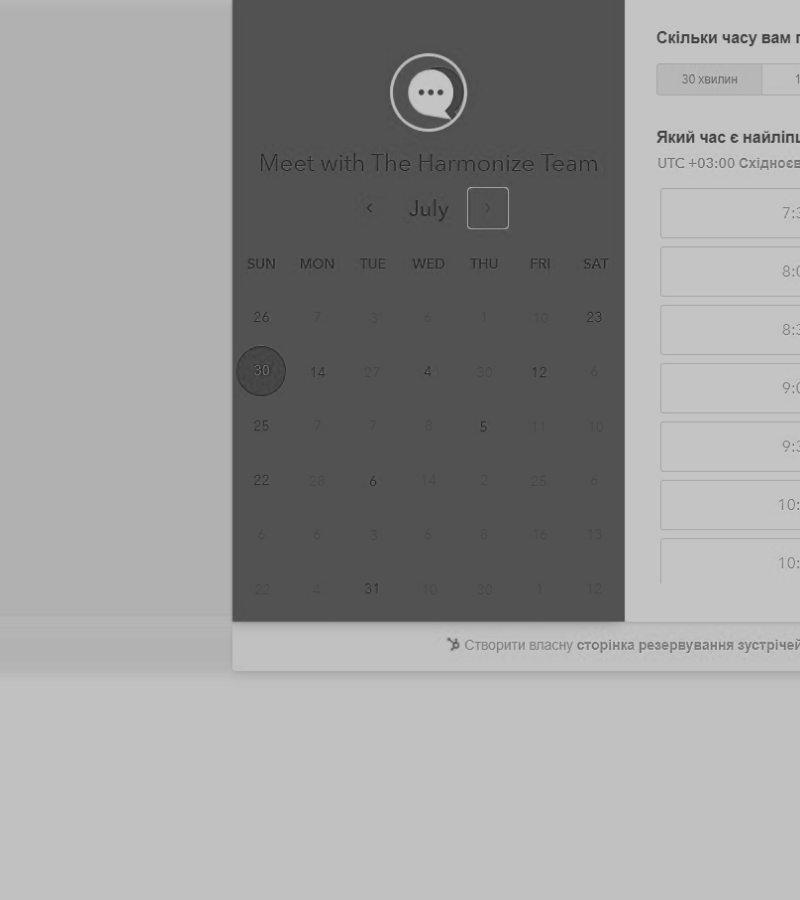 Meet with The Harmonize Team
July
SUN MON TUE WED THU FRI SAT
26 7 3 6 1 10 23
30 14 27 4 30 12 6
25 7 7 8 5 11 10
22 28 6 14 2 25 6
6 6 3 6 8 16 13
22 4 31 10 30 1 12
Скільки часу вам
30 хвилин
Який час є
UTC +03:00
7:3
8:0
8:3
9:0
9:3
10:
10:
Створити власну сторінка резервування зустрічей